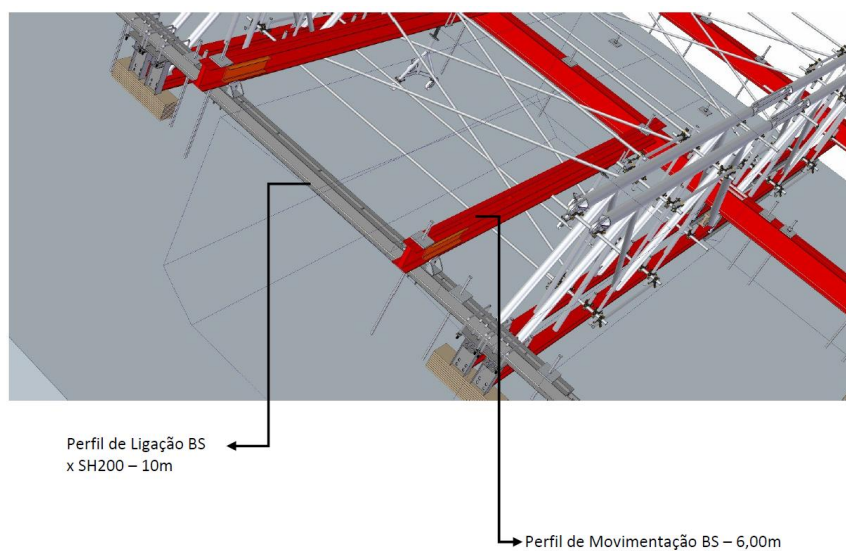 Perfil de Ligação BS
x SH200 – 10m
Perfil de Movimentação BS – 6,00m